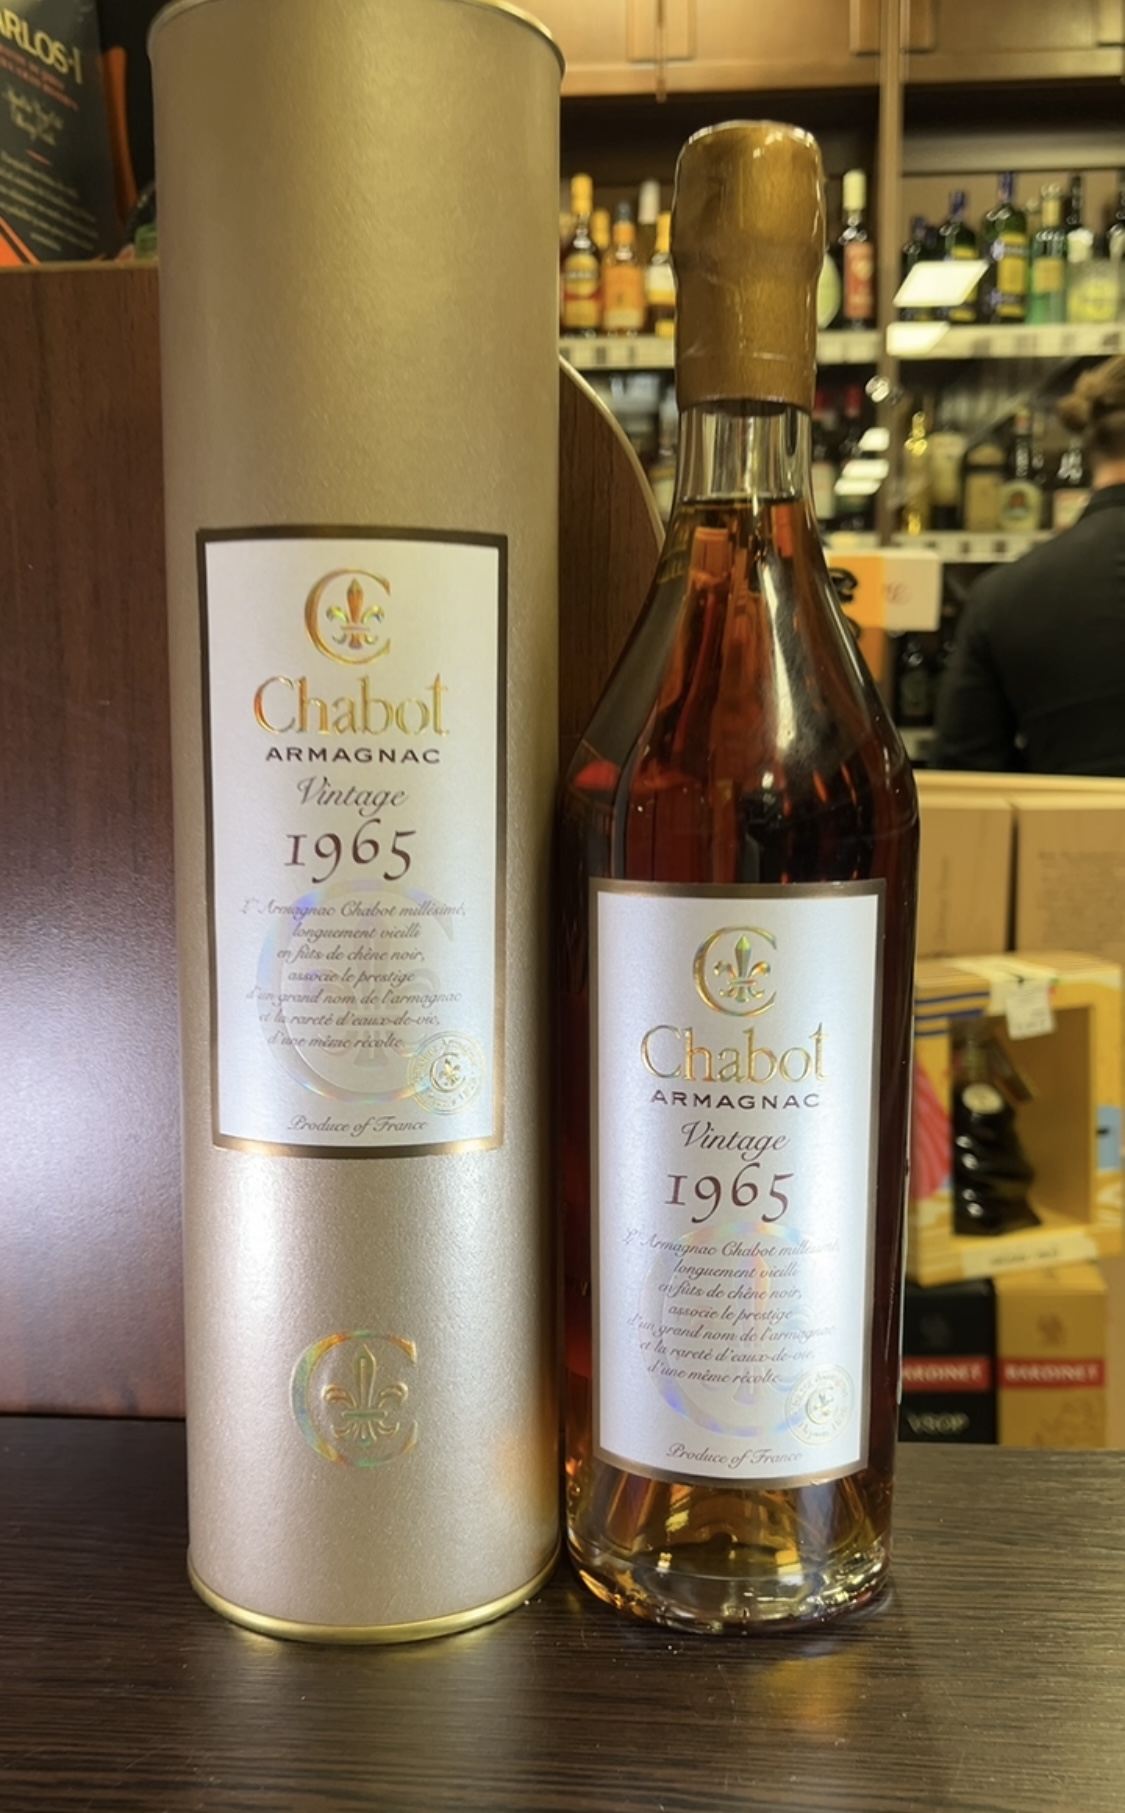 ARLOS-I
Chabot
ARMAGNAC
Vintage
1965
L'Armagnac Chabot millésimé,
longuement vieilli
en fûts de chêne noir,
associe le prestige
d'un grand nom de l'armagnac
et la rareté d'eaux-de-vie,
d'une même récolte
Produce of France
Chabot
ARMAGNAC
Vintage
1965
L'Armagnac Chabot millésimé,
longuement vieilli
en fûts de chêne noir,
associe le prestige
d'un grand nom de l'armagnac
et la rareté d'eaux-de-vie,
d'une même récolte
Produce of France
BARDINET
VSOP
BARDINET